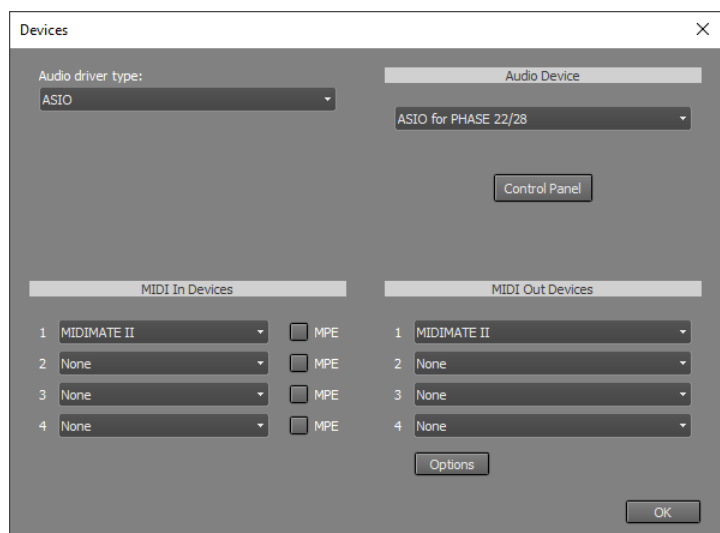 Devices
Audio driver type:
ASIO
Audio Device
ASIO for PHASE 22/28
Control Panel
MIDI In Devices
1 MIDIMATE II MPE
2 None MPE
3 None MPE
4 None MPE
MIDI Out Devices
1 MIDIMATE II
2 None
3 None
4 None
Options
OK